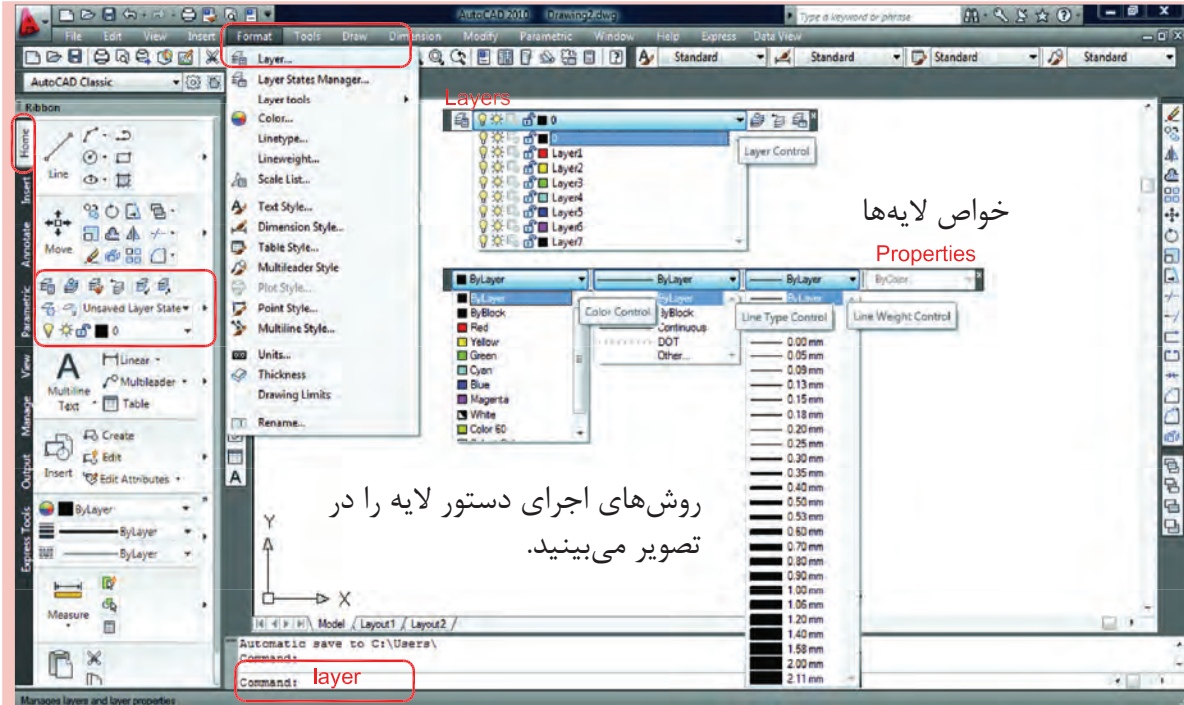 AutoCAD 2010 Drawing2.dwg
Type a keyword or phrase
File Edit View Insert Format Tools Draw Dimension Modify Parametric Window Help Express Data View
Standard Standard Standard Standard
AutoCAD Classic
Ribbon
Home
Insert
Annotate
Parametric
View
Manage
Output
Express Tools
Line
Move
Unsaved Layer State
0
Multiline
Text
Linear
Multileader
Table
Insert
Create
Edit
Edit Attributes
ByLayer
ByLayer
ByLayer
Measure
Layer...
Layer States Manager...
Layer tools
Color...
Linetype...
Lineweight...
Scale List...
Text Style...
Dimension Style...
Table Style...
Multileader Style
Plot Style...
Point Style...
Multiline Style...
Units...
Thickness
Drawing Limits
Rename...
Layers
0
0
Layer1
Layer2
Layer3
Layer4
Layer5
Layer6
Layer7
Layer Control
خواص لایه‌ها
Properties
ByLayer ByLayer ByLayer ByColor
ByLayer
ByBlock
Red
Yellow
Green
Cyan
Blue
Magenta
White
Color 60
Color Control
ByLayer
ByBlock
Continuous
DOT
Other...
Line Type Control
Line Weight Control
ByLayer
0.00 mm
0.05 mm
0.09 mm
0.13 mm
0.15 mm
0.18 mm
0.20 mm
0.25 mm
0.30 mm
0.35 mm
0.40 mm
0.50 mm
0.53 mm
0.60 mm
0.70 mm
0.80 mm
0.90 mm
1.00 mm
1.06 mm
1.20 mm
1.40 mm
1.58 mm
2.00 mm
2.11 mm
روش‌های اجرای دستور لایه را در
تصویر می‌بینید.
Y
X
Model Layout1 Layout2
Automatic save to C:\Users\
Command:
Command: layer
Manages layers and layer properties